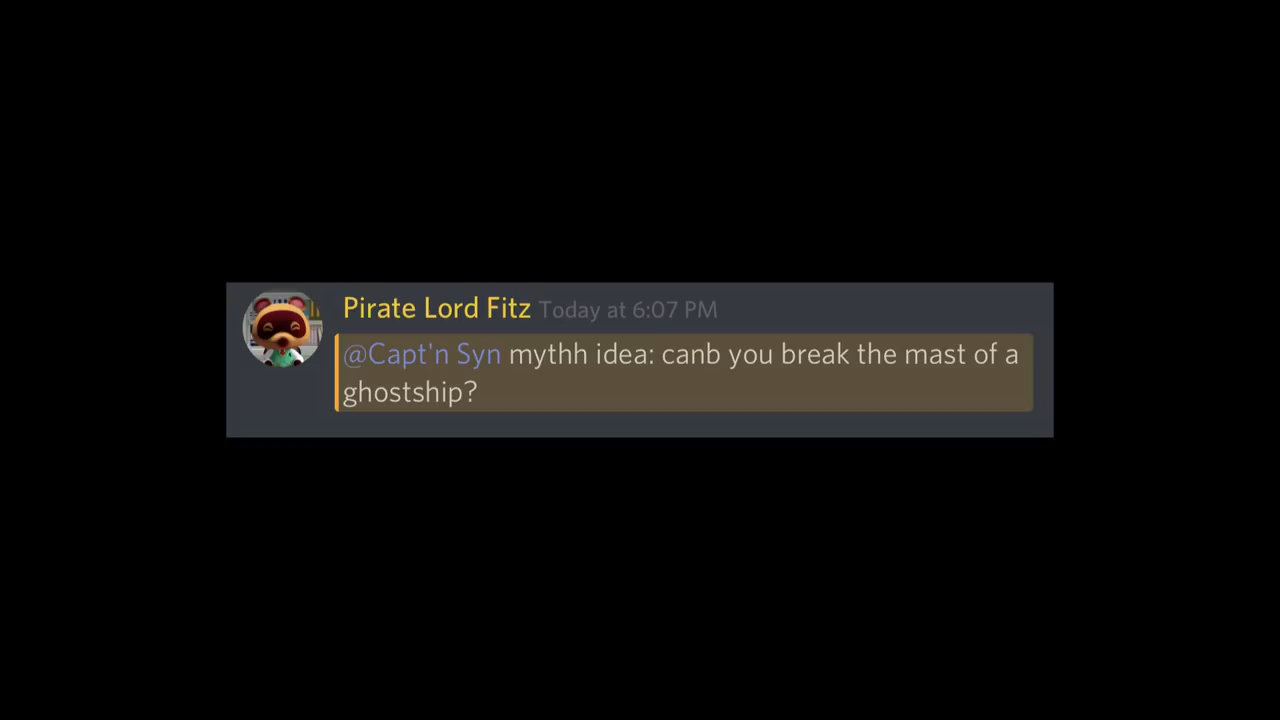 Pirate Lord Fitz Today at 6:07 PM
@Capt'n Syn mythh idea: canb you break the mast of a
ghostship?